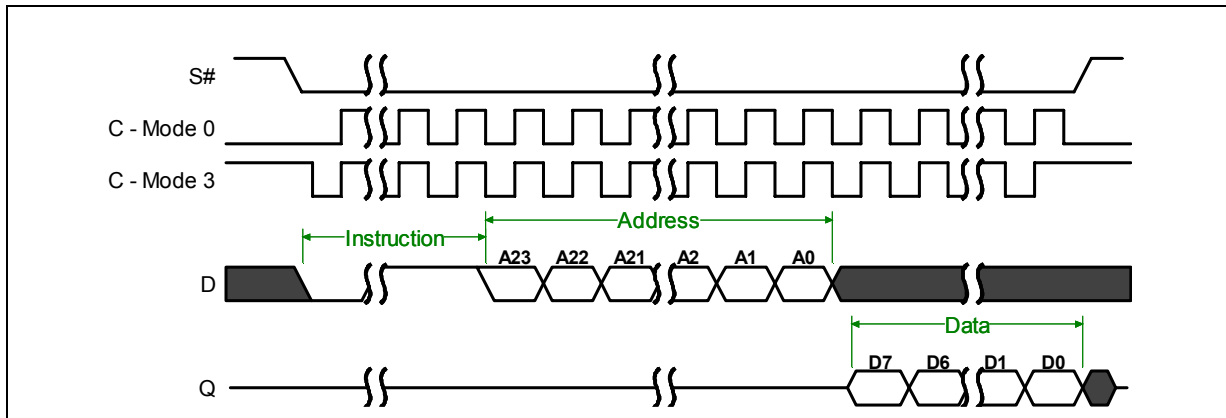 S#
C - Mode 0
C - Mode 3
Address
Instruction
A23 A22 A21 A2 A1 A0
D
Data
D7 D6 D1 D0
Q